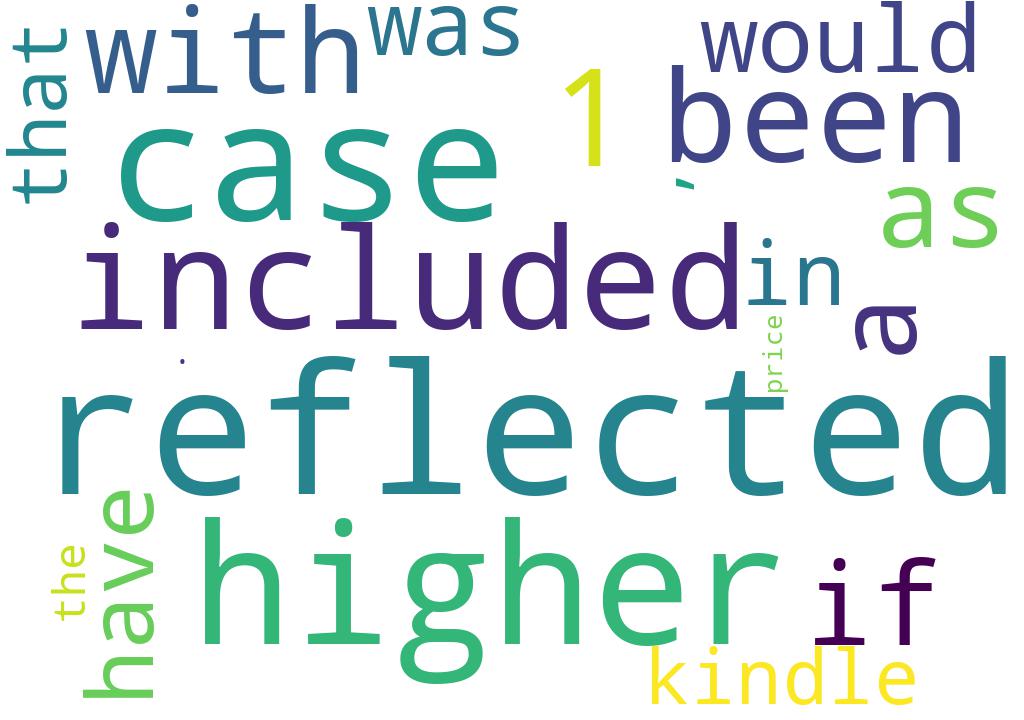 that
with
was
would
1
been
case
,
as
included
in
a
price
.
reflected
have
the
higher
if
kindle